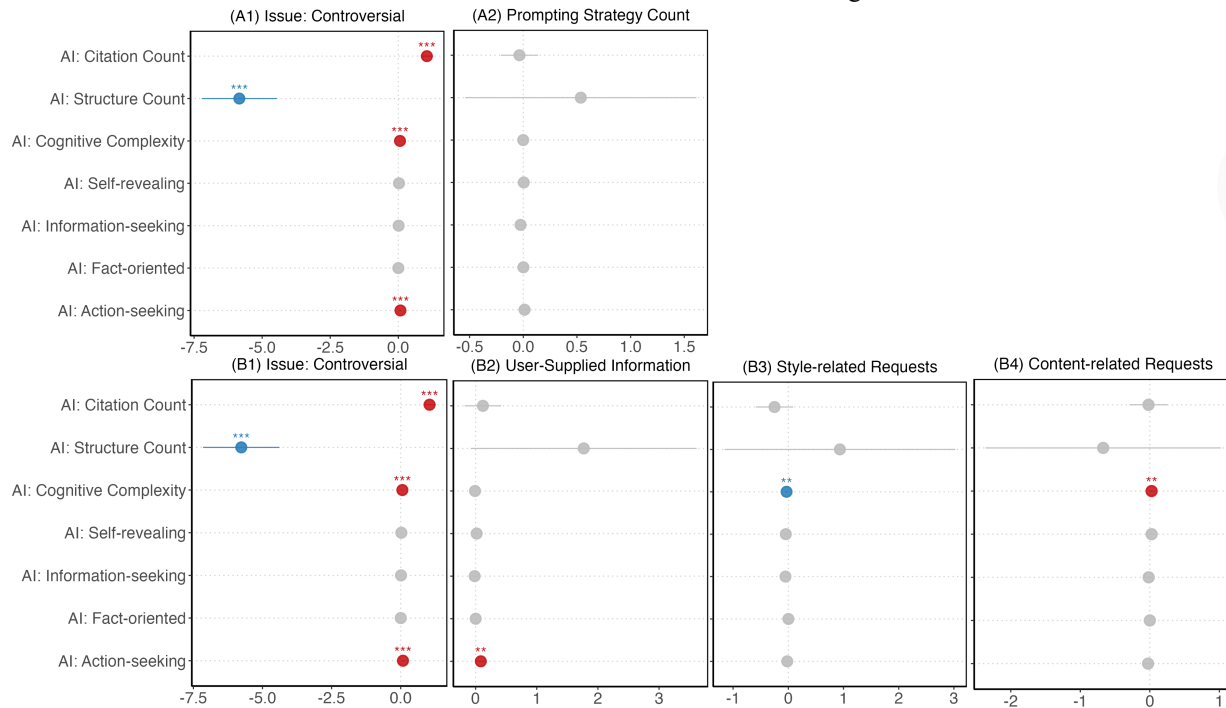 (A1) Issue: Controversial
(A2) Prompting Strategy Count
AI: Citation Count
***
AI: Structure Count
***
AI: Cognitive Complexity
***
AI: Self-revealing
AI: Information-seeking
AI: Fact-oriented
AI: Action-seeking
***
-7.5 -5.0 -2.5 0.0
-0.5 0.0 0.5 1.0 1.5
(B1) Issue: Controversial
(B2) User-Supplied Information
(B3) Style-related Requests
(B4) Content-related Requests
AI: Citation Count
***
AI: Structure Count
***
AI: Cognitive Complexity
*** ** **
AI: Self-revealing
AI: Information-seeking
AI: Fact-oriented
AI: Action-seeking
*** **
-7.5 -5.0 -2.5 0.0
0 1 2 3
-1 0 1 2 3
-2 -1 0 1